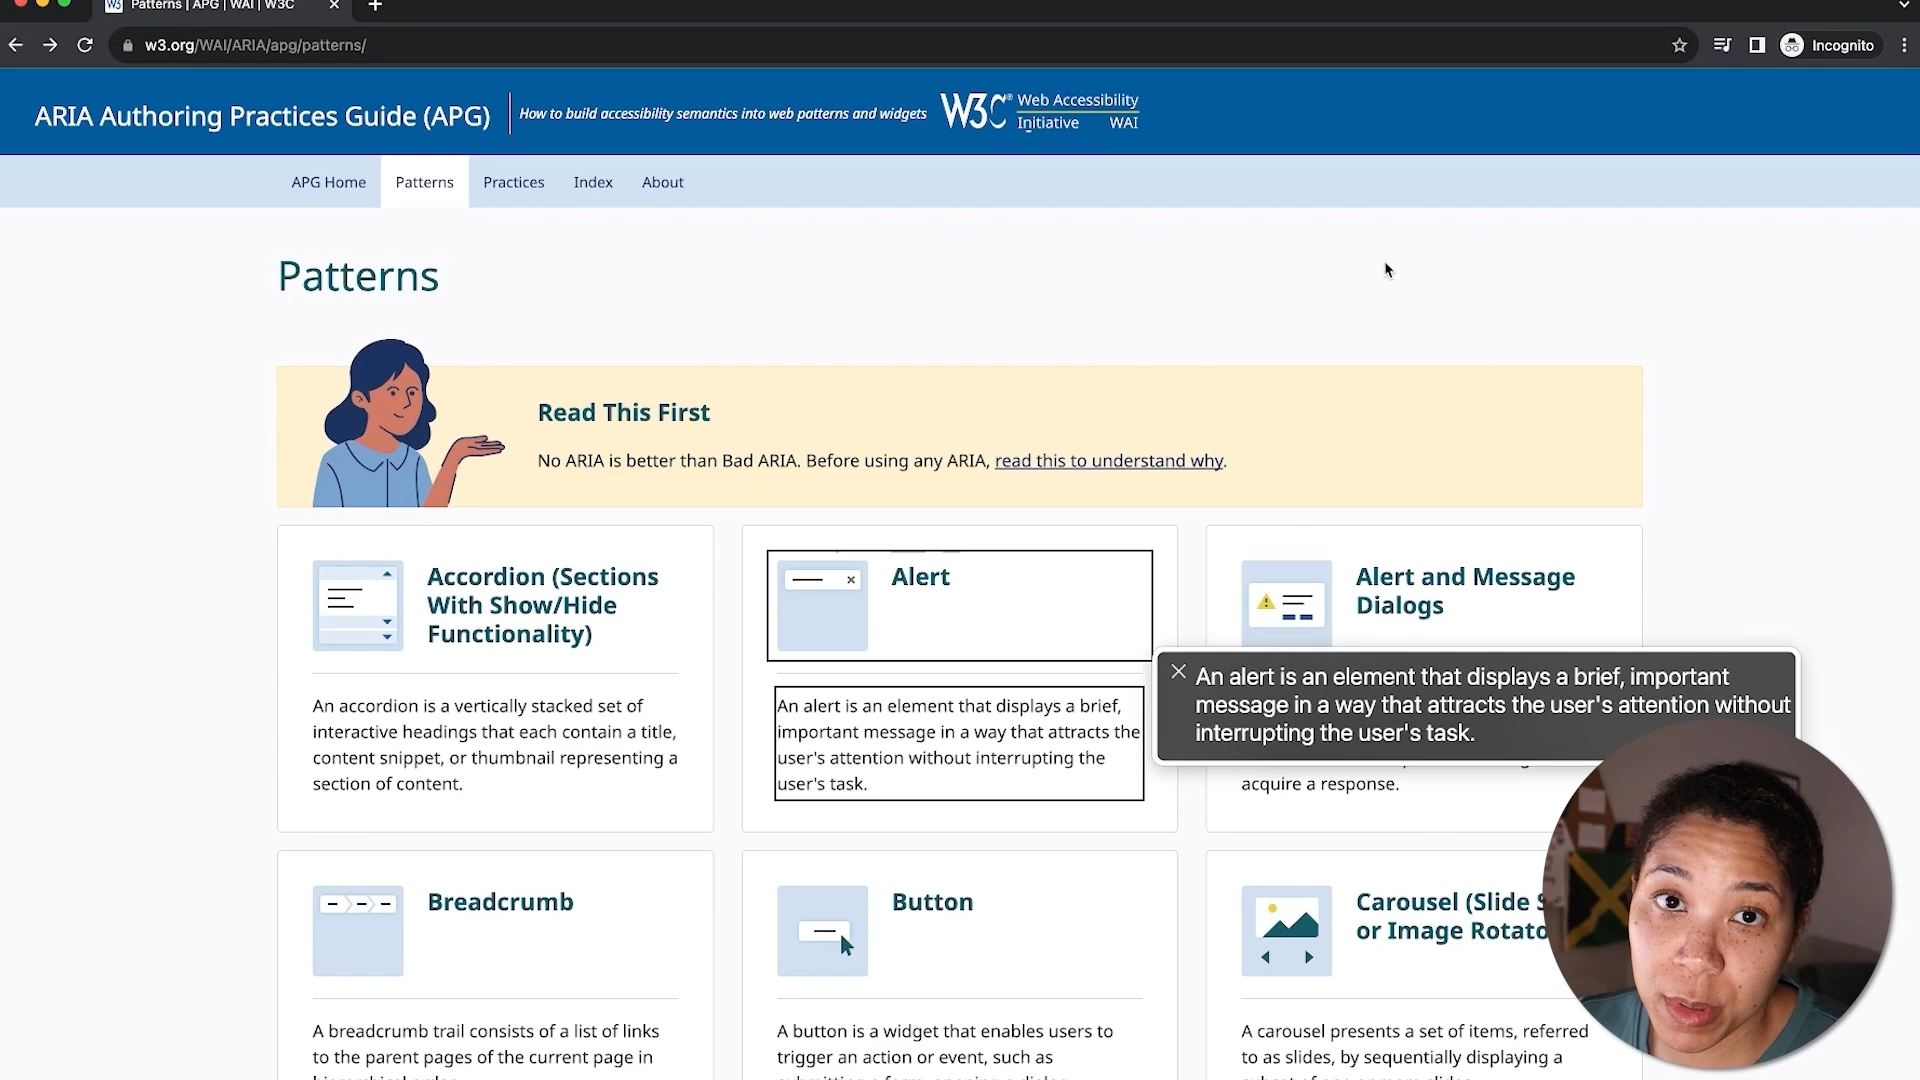 Patterns | APG | WAI | W3C
w3.org/WAI/ARIA/apg/patterns/
Incognito
ARIA Authoring Practices Guide (APG)
How to build accessibility semantics into web patterns and widgets
W3C® Web Accessibility
Initiative WAI
APG Home
Patterns
Practices
Index
About
Patterns
Read This First
No ARIA is better than Bad ARIA. Before using any ARIA, read this to understand why.
Accordion (Sections
With Show/Hide
Functionality)
An accordion is a vertically stacked set of
interactive headings that each contain a title,
content snippet, or thumbnail representing a
section of content.
Alert
An alert is an element that displays a brief,
important message in a way that attracts the
user's attention without interrupting the
user's task.
Alert and Message
Dialogs
An alert is an element that displays a brief, important
message in a way that attracts the user's attention without
interrupting the user's task.
acquire a response.
Breadcrumb
A breadcrumb trail consists of a list of links
to the parent pages of the current page in
Button
A button is a widget that enables users to
trigger an action or event, such as
Carousel (Slide
or Image
A carousel presents a set of items, referred
to as slides, by sequentially displaying a